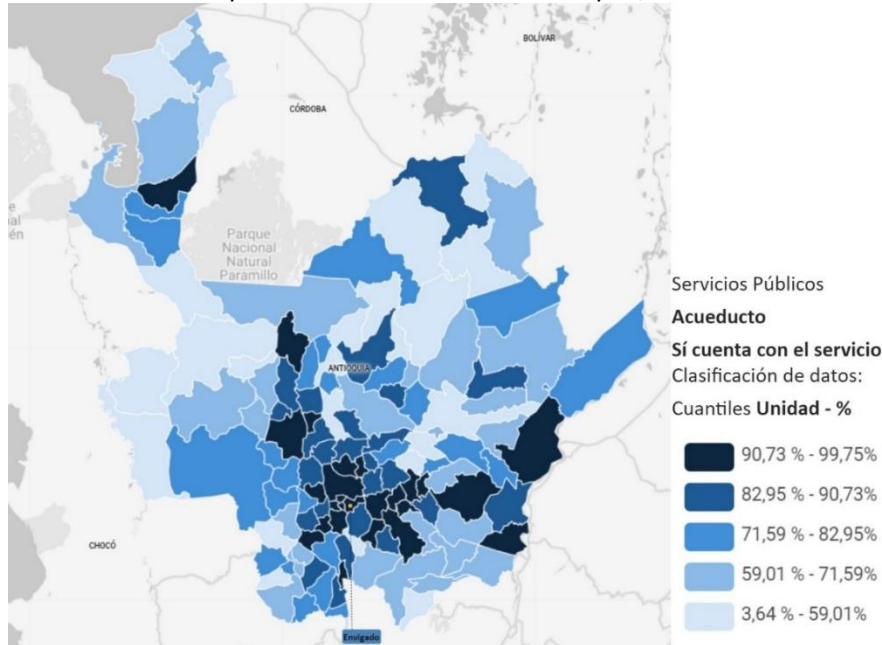 BOLÍVAR
CÓRDOBA
Parque
Nacional
Natural
Paramillo
ANTIOQUIA
CHOCÓ
Envigado
Servicios Públicos
Acueducto
Sí cuenta con el servicio
Clasificación de datos:
Cuantiles Unidad - %
90,73 % - 99,75%
82,95 % - 90,73%
71,59 % - 82,95%
59,01 % - 71,59%
3,64 % - 59,01%